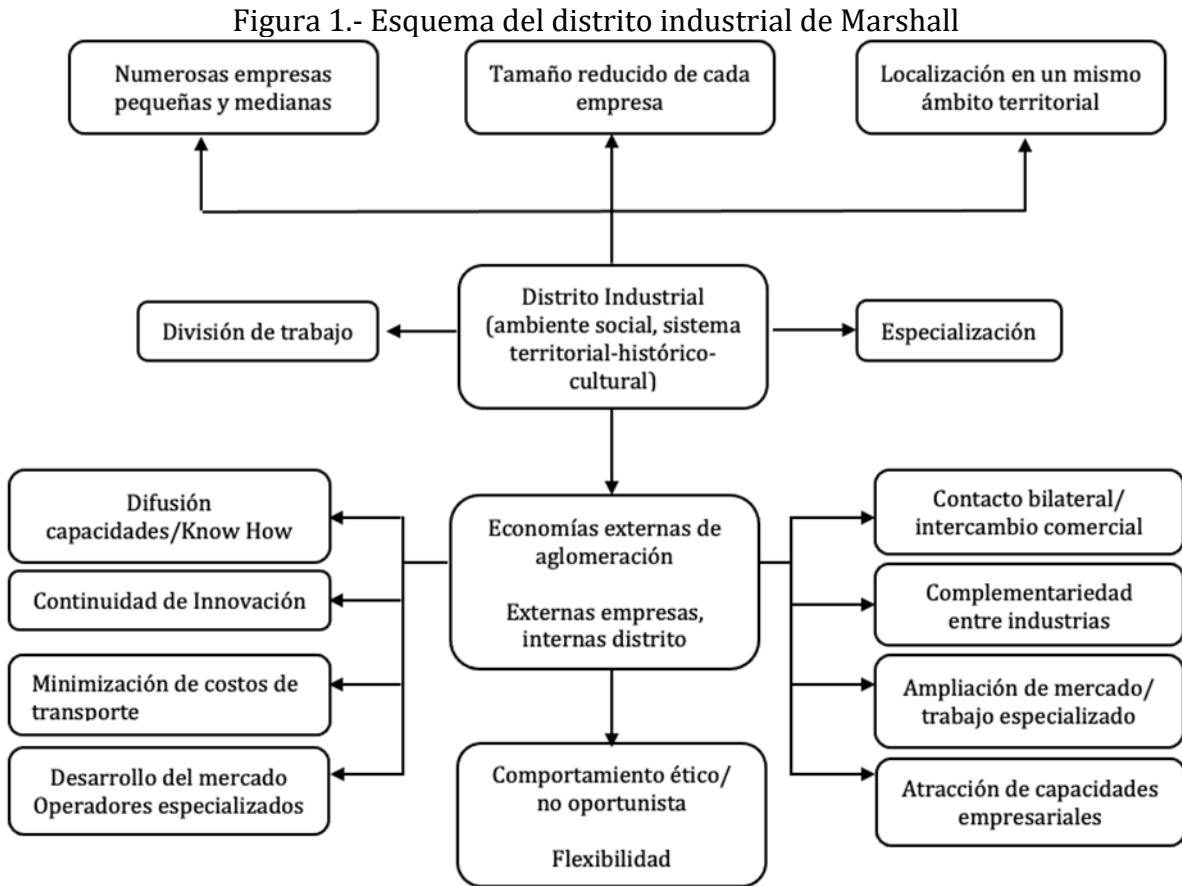 Figura 1.- Esquema del distrito industrial de Marshall
Numerosas empresas
pequeñas y medianas
Tamaño reducido de cada
empresa
Localización en un mismo
ámbito territorial
División de trabajo
Distrito Industrial
(ambiente social, sistema
territorial-histórico-
cultural)
Especialización
Difusión
capacidades/Know How
Continuidad de Innovación
Minimización de costos de
transporte
Desarrollo del mercado
Operadores especializados
Economías externas de
aglomeración
Externas empresas,
internas distrito
Contacto bilateral/
intercambio comercial
Complementariedad
entre industrias
Ampliación de mercado/
trabajo especializado
Atracción de capacidades
empresariales
Comportamiento ético/
no oportunista
Flexibilidad